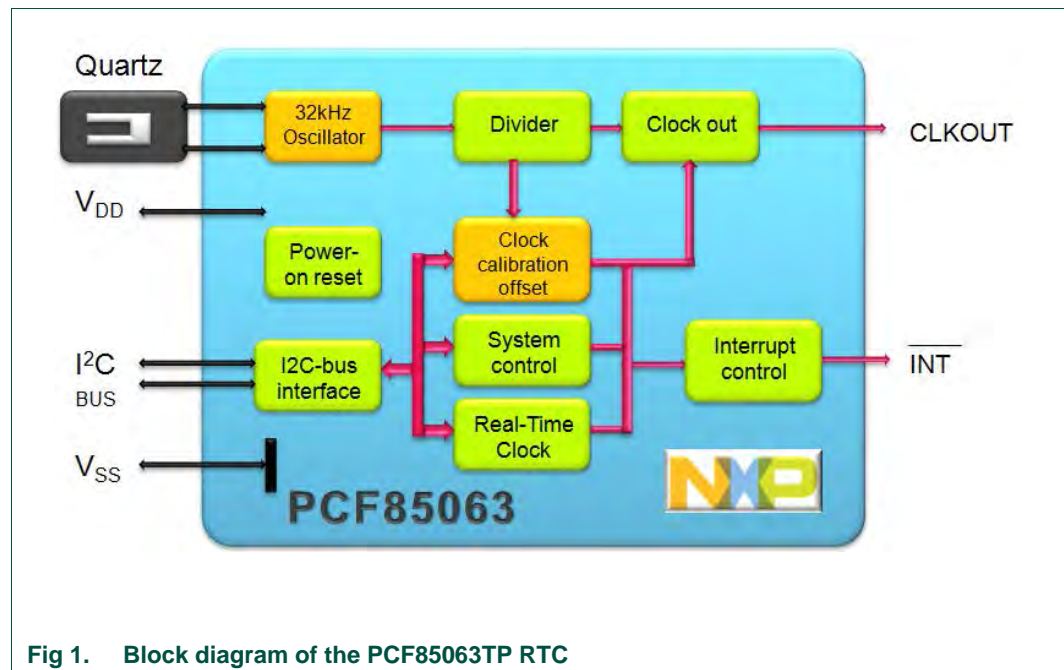 Quartz
32kHz
Oscillator
Divider
Clock out
CLKOUT
V_DD
Power-
on reset
Clock
calibration
offset
I²C
BUS
I2C-bus
interface
System
control
Interrupt
control
INT
Real-Time
Clock
V_SS
PCF85063
NXP
Fig 1. Block diagram of the PCF85063TP RTC